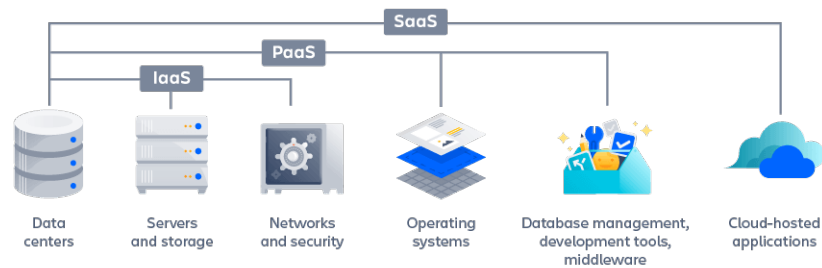 SaaS
PaaS
IaaS
Data
centers
Servers
and storage
Networks
and security
Operating
systems
Database management,
development tools,
middleware
Cloud-hosted
applications